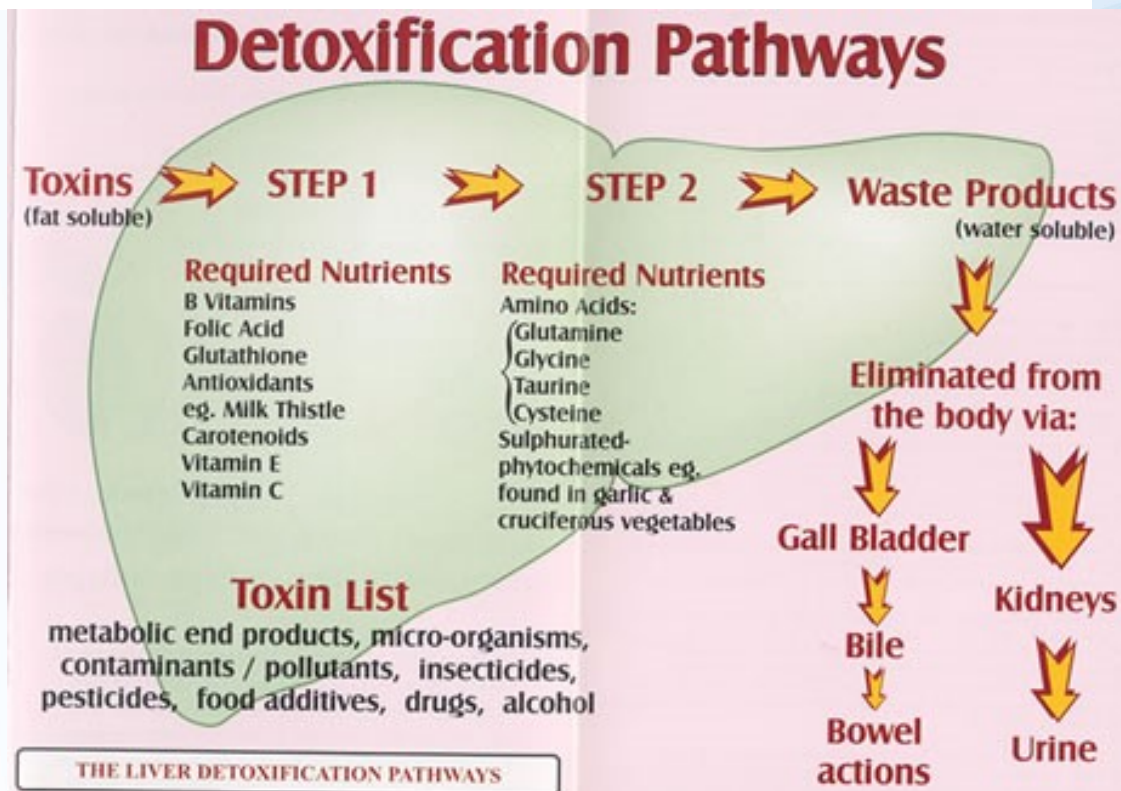 Detoxification Pathways
Toxins
(fat soluble)
STEP 1
STEP 2
Waste Products
(water soluble)
Required Nutrients
B Vitamins
Folic Acid
Glutathione
Antioxidants
eg. Milk Thistle
Carotenoids
Vitamin E
Vitamin C
Required Nutrients
Amino Acids:
Glutamine
Glycine
Taurine
Cysteine
Sulphurated-
phytochemicals eg.
found in garlic &
cruciferous vegetables
Eliminated from
the body via:
Gall Bladder
Bile
Bowel
actions
Kidneys
Urine
Toxin List
metabolic end products, micro-organisms,
contaminants / pollutants, insecticides,
pesticides, food additives, drugs, alcohol
THE LIVER DETOXIFICATION PATHWAYS